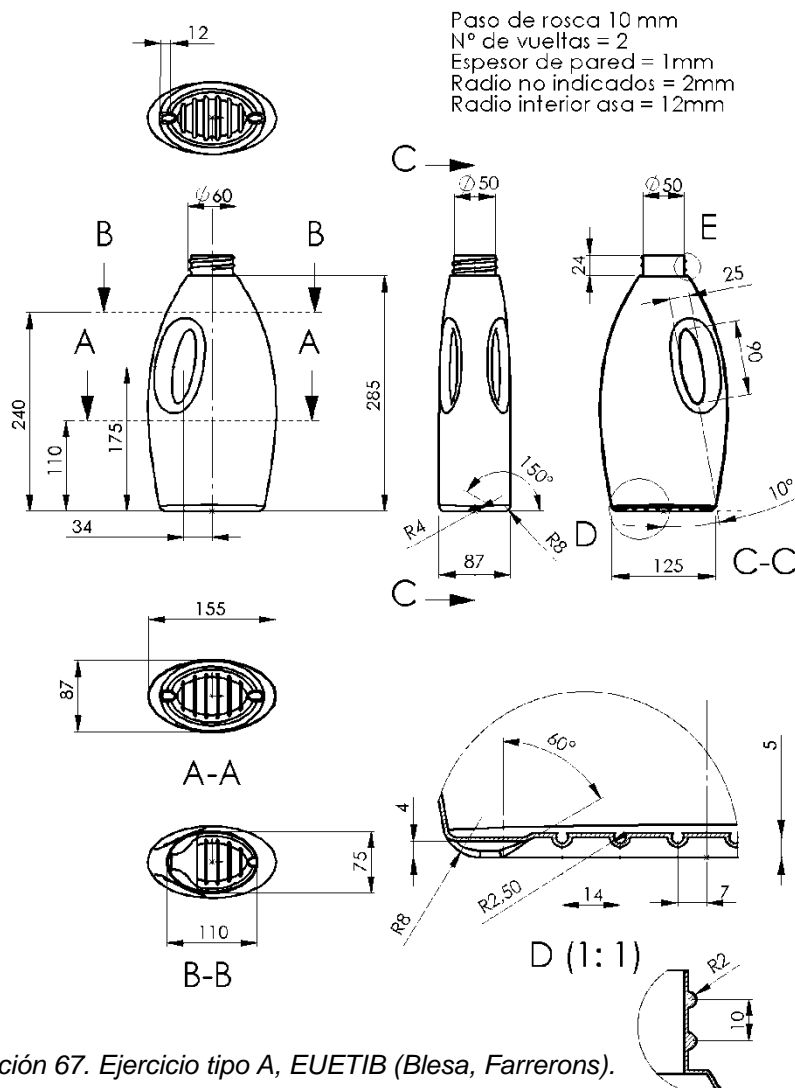 Paso de rosca 10 mm
Nº de vueltas = 2
Espesor de pared = 1mm
Radio no indicados = 2mm
Radio interior asa = 12mm
12
C
∅60
∅50
∅50
B
B
E
24
25
A
A
90
240
175
110
285
150°
10°
34
R4
R8
D
87
125
C-C
C
155
87
A-A
60°
5
4
75
R2,50
14
7
R8
110
D (1:1)
B-B
R2
10
ción 67. Ejercicio tipo A, EUETIB (Blesa, Farrerons).